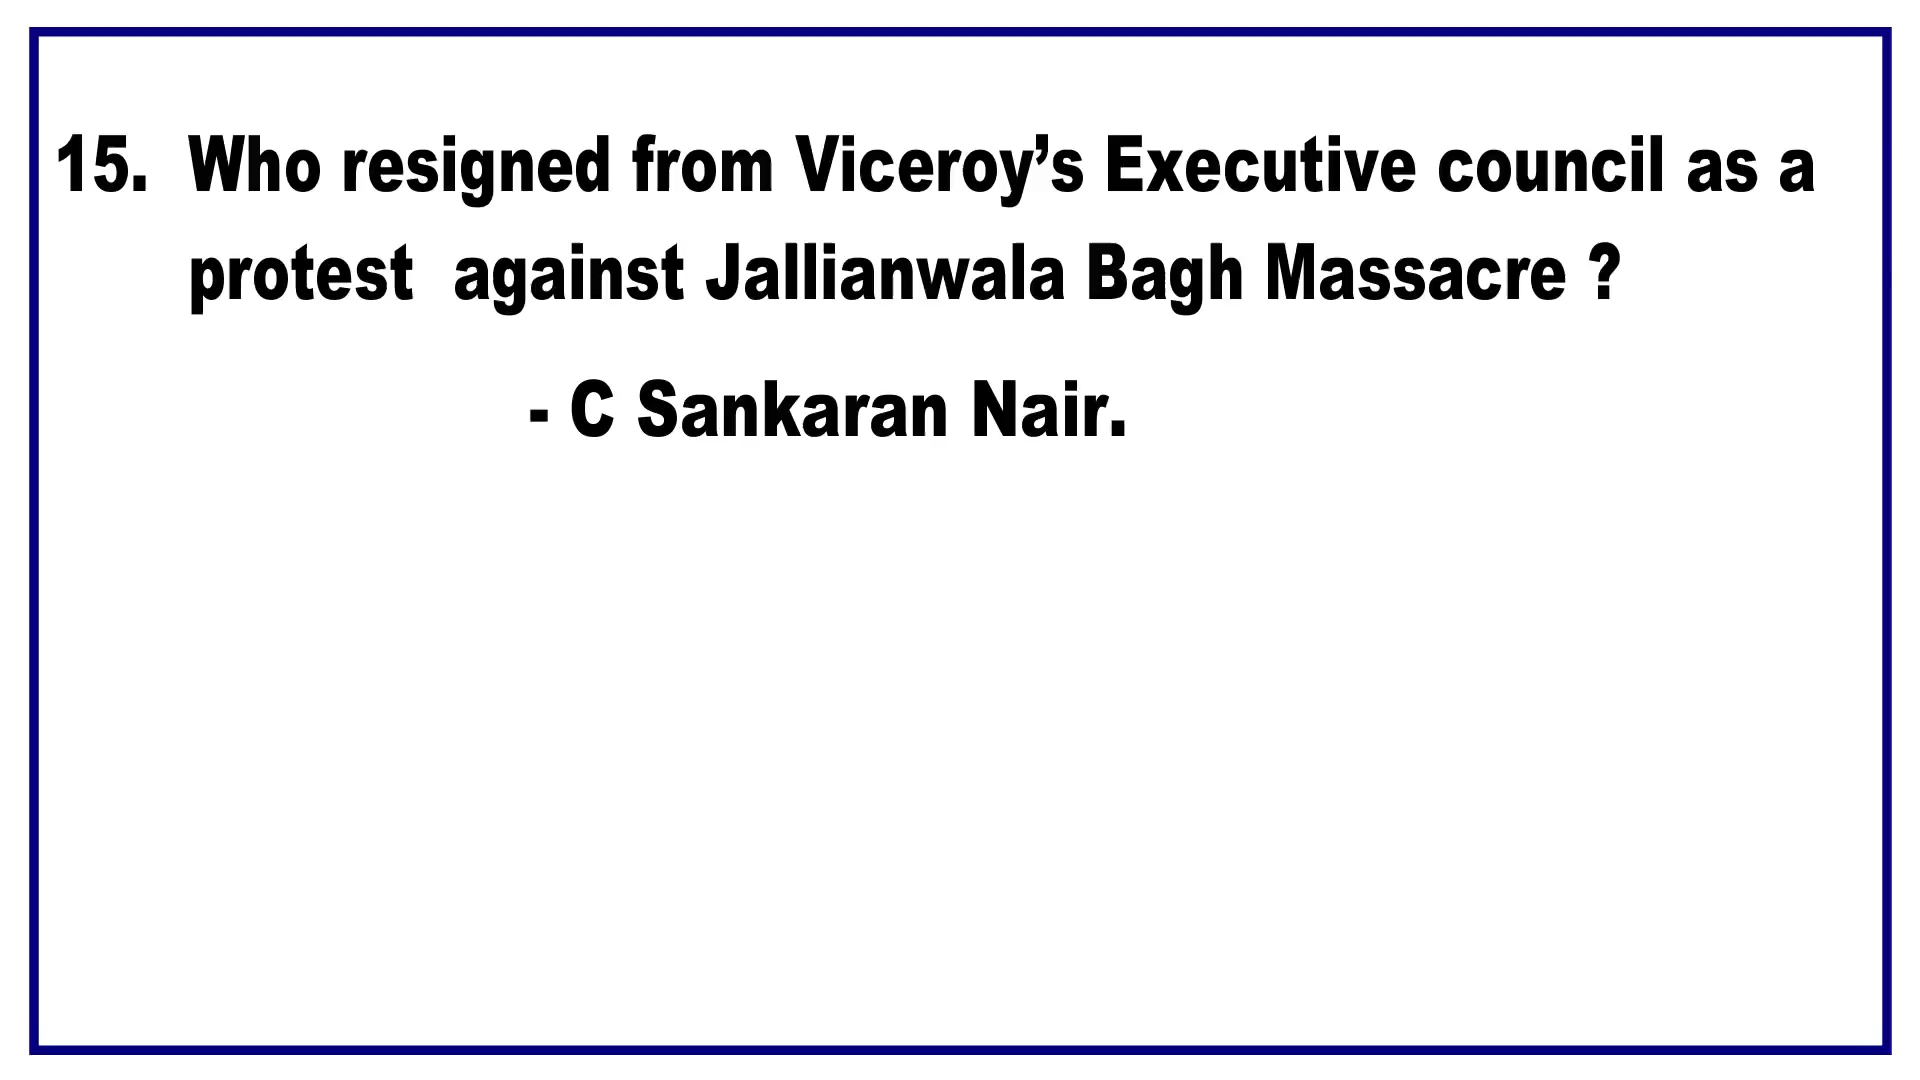 15. Who resigned from Viceroy’s Executive council as a
protest against Jallianwala Bagh Massacre ?
- C Sankaran Nair.